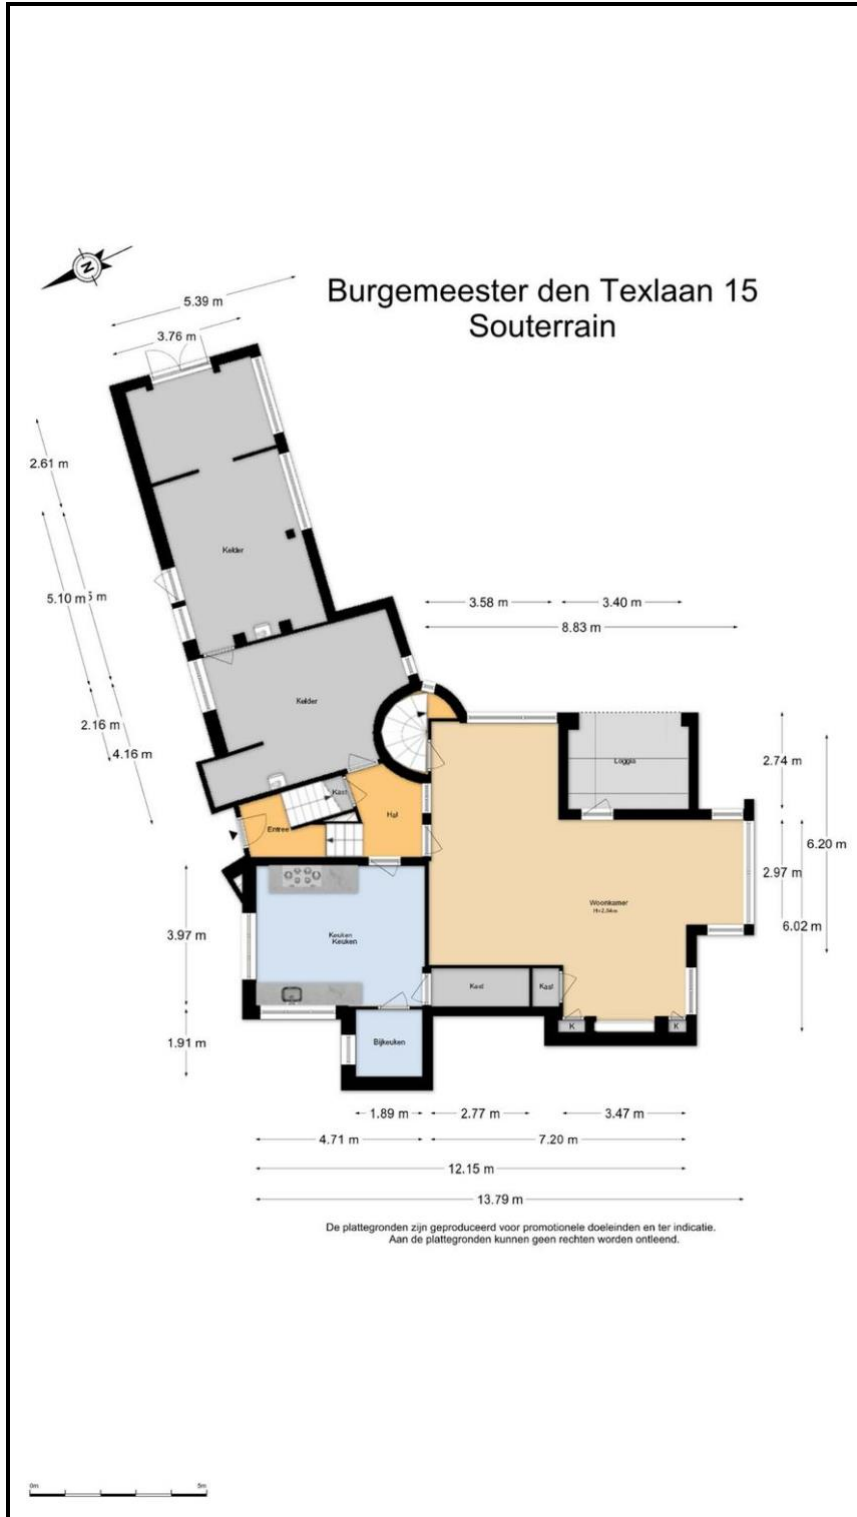 N
Burgemeester den Texlaan 15
Souterrain
5.39 m
3.76 m
2.61 m
Kelder
5.10 m
5 m
3.58 m
3.40 m
8.83 m
Kelder
2.16 m
4.16 m
Loggia
2.74 m
Kast
Hal
Entree
6.20 m
2.97 m
Woonkamer
6.02 m
3.97 m
Keuken
Keuken
Kast
Kast
K
K
1.91 m
Bijkeuken
1.89 m
2.77 m
3.47 m
4.71 m
7.20 m
12.15 m
13.79 m
De plattegronden zijn geproduceerd voor promotionele doeleinden en ter indicatie.
Aan de plattegronden kunnen geen rechten worden ontleend.
0m
5m